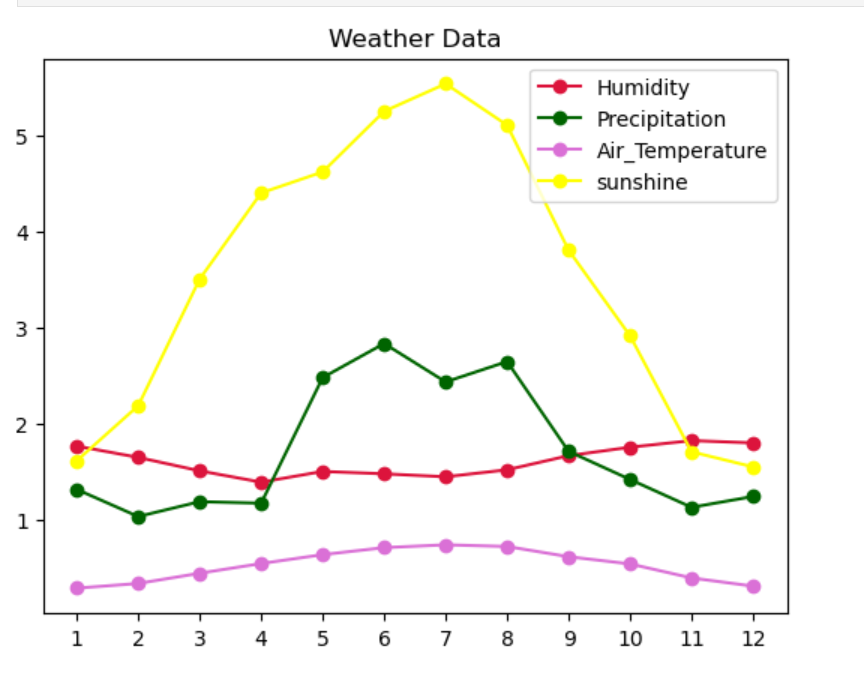 Weather Data
Humidity
Precipitation
Air_Temperature
sunshine
5
4
3
2
1
1 2 3 4 5 6 7 8 9 10 11 12